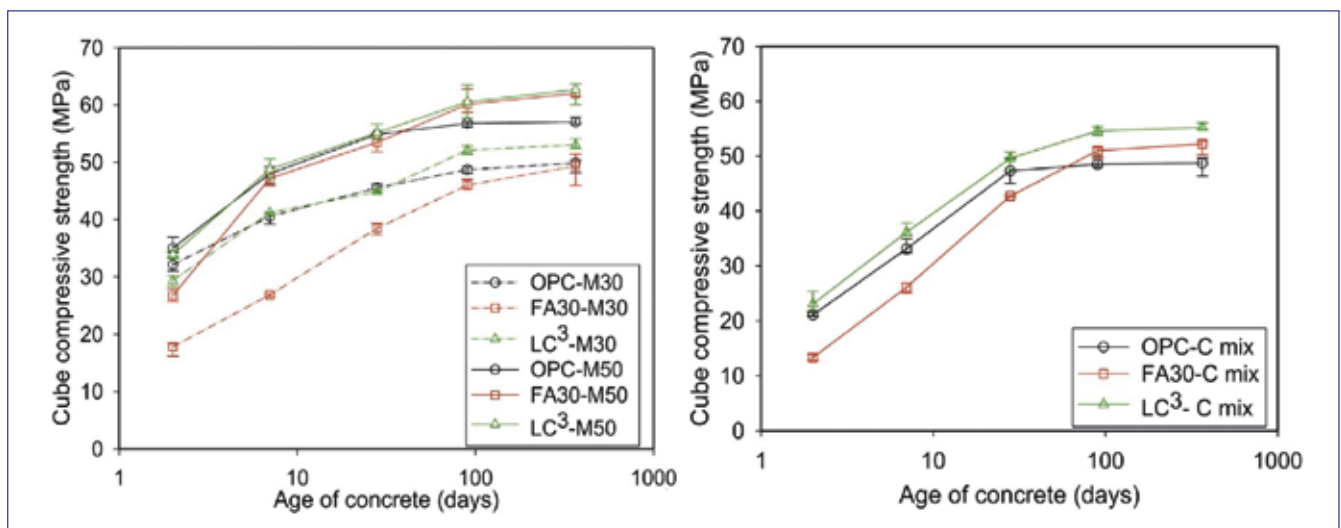 70
60
50
40
30
20
10
0
Cube compressive strength (MPa)
OPC-M30
FA30-M30
LC³-M30
OPC-M50
FA30-M50
LC³-M50
1 10 100 1000
Age of concrete (days)
70
60
50
40
30
20
10
0
Cube compressive strength (MPa)
OPC-C mix
FA30-C mix
LC³- C mix
1 10 100 1000
Age of concrete (days)